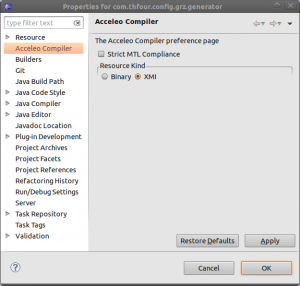 Properties for com.thfour.config.grz.generator
type filter text
Acceleo Compiler
Resource
Acceleo Compiler
Builders
Git
Java Build Path
Java Code Style
Java Compiler
Java Editor
Javadoc Location
Plug-in Development
Project Archives
Project Facets
Project References
Refactoring History
Run/Debug Settings
Server
Task Repository
Task Tags
Validation
The Acceleo Compiler preference page
Strict MTL Compliance
Resource Kind
Binary XMI
Restore Defaults Apply
Cancel OK